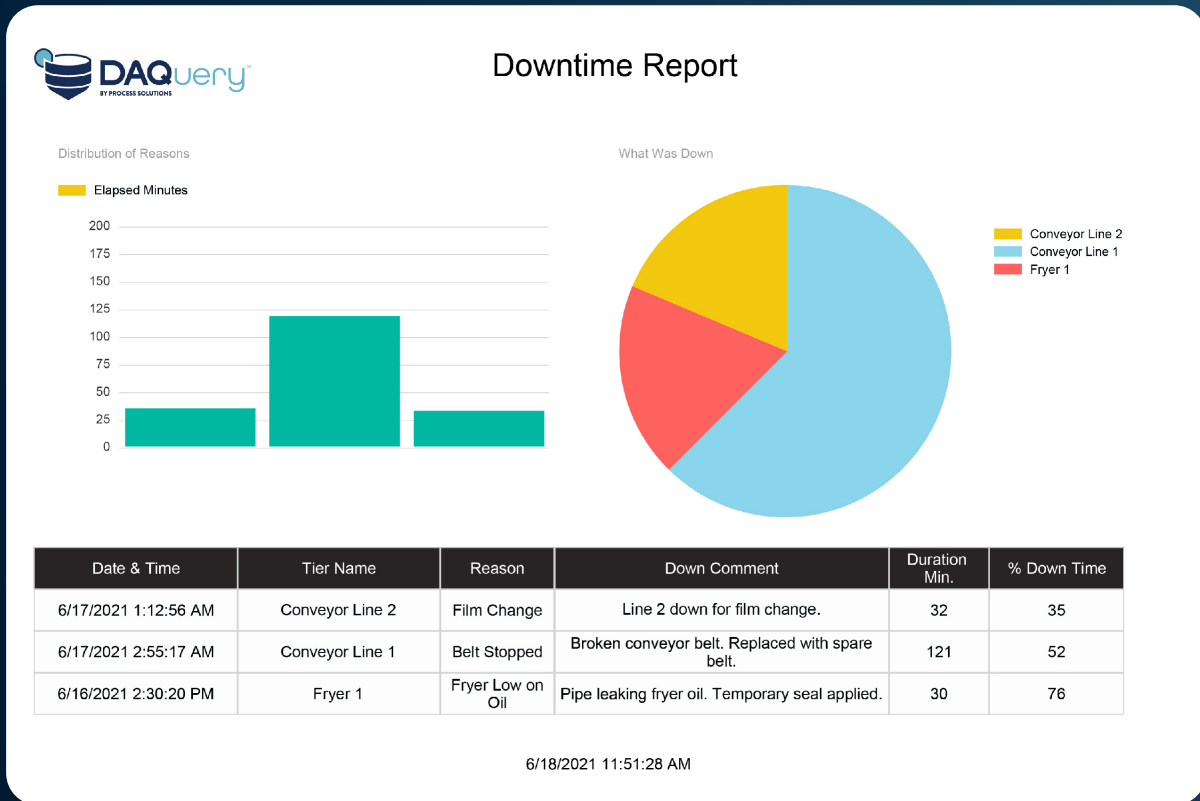 DAQuery™
BY PROCESS SOLUTIONS
Downtime Report
Distribution of Reasons
Elapsed Minutes
200
175
150
125
100
75
50
25
0
What Was Down
Conveyor Line 2
Conveyor Line 1
Fryer 1
Date & Time Tier Name Reason Down Comment Duration Min. % Down Time
6/17/2021 1:12:56 AM Conveyor Line 2 Film Change Line 2 down for film change. 32 35
6/17/2021 2:55:17 AM Conveyor Line 1 Belt Stopped Broken conveyor belt. Replaced with spare belt. 121 52
6/16/2021 2:30:20 PM Fryer 1 Fryer Low on Oil Pipe leaking fryer oil. Temporary seal applied. 30 76
6/18/2021 11:51:28 AM